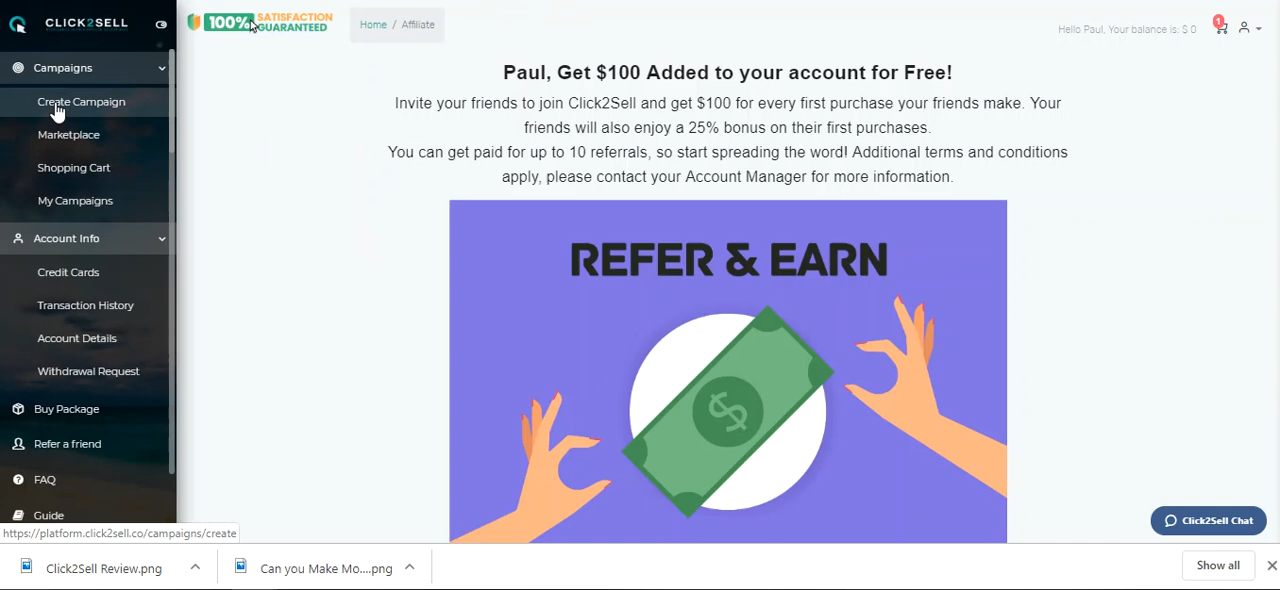 CLICK2SELL
100% SATISFACTION
GUARANTEED
Home / Affiliate
Hello Paul, Your balance is: $ 0
1
Campaigns
Create Campaign
Marketplace
Shopping Cart
My Campaigns
Account Info
Credit Cards
Transaction History
Account Details
Withdrawal Request
Buy Package
Refer a friend
FAQ
Guide
Paul, Get $100 Added to your account for Free!
Invite your friends to join Click2Sell and get $100 for every first purchase your friends make. Your
friends will also enjoy a 25% bonus on their first purchases.
You can get paid for up to 10 referrals, so start spreading the word! Additional terms and conditions
apply, please contact your Account Manager for more information.
REFER & EARN
$
Click2Sell Chat
https://platform.click2sell.co/campaigns/create
Click2Sell Review.png
Can you Make Mo....png
Show all